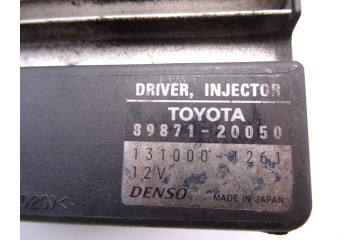 DRIVER, INJECTOR
TOYOTA
89871-20050
131000-1261
12V
DENSO MADE IN JAPAN